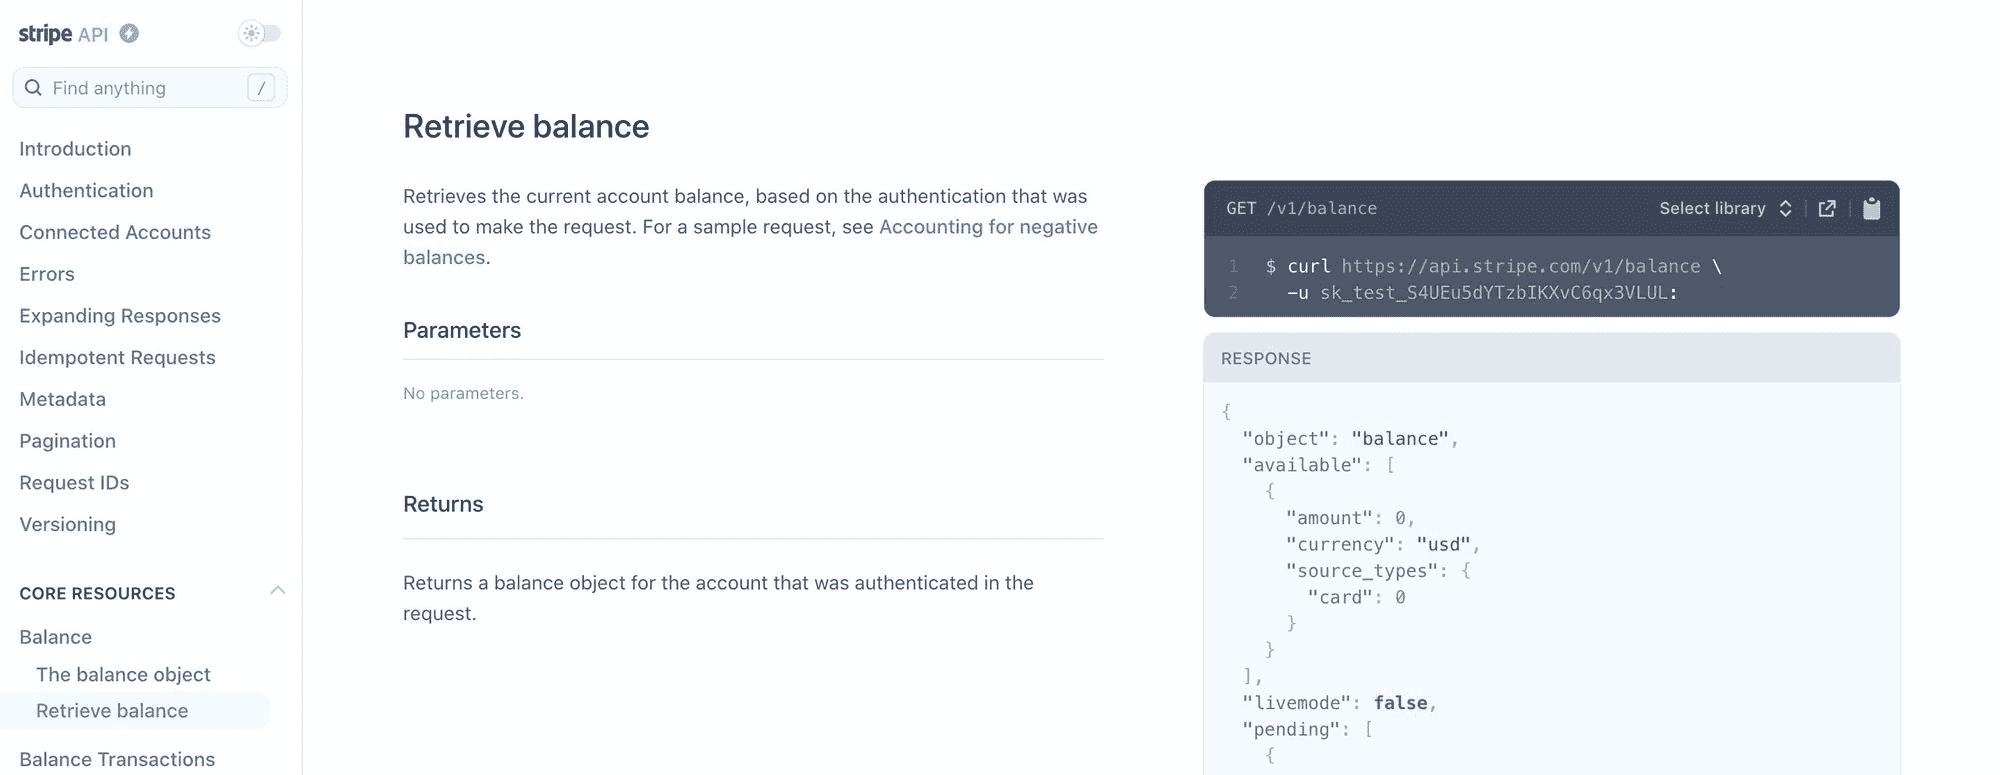 stripe API
Find anything /
Introduction
Authentication
Connected Accounts
Errors
Expanding Responses
Idempotent Requests
Metadata
Pagination
Request IDs
Versioning
CORE RESOURCES
Balance
The balance object
Retrieve balance
Balance Transactions
Retrieve balance
Retrieves the current account balance, based on the authentication that was
used to make the request. For a sample request, see Accounting for negative
balances.
Parameters
No parameters.
Returns
Returns a balance object for the account that was authenticated in the
request.
GET /v1/balance Select library
1 $ curl https://api.stripe.com/v1/balance \
2 -u sk_test_S4UEu5dYTzbIKXvC6qx3VLUL:
RESPONSE
{
"object": "balance",
"available": [
{
"amount": 0,
"currency": "usd",
"source_types": {
"card": 0
}
}
],
"livemode": false,
"pending": [
{